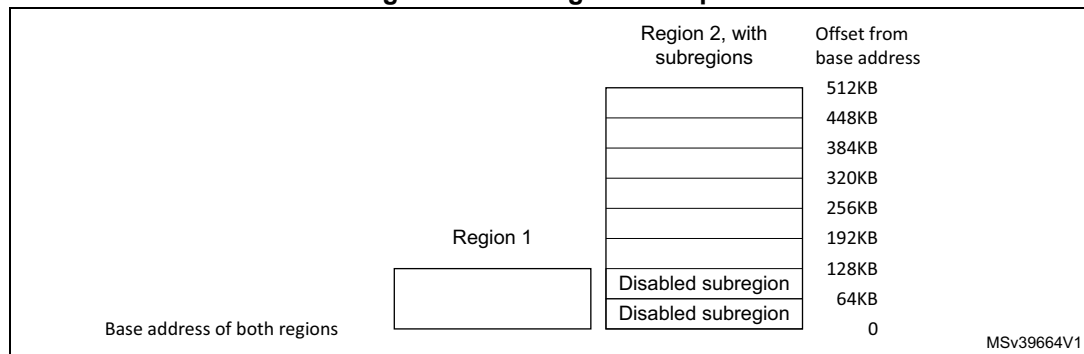 Region 2, with
subregions
Offset from
base address
512KB
448KB
384KB
320KB
256KB
192KB
Region 1
128KB
Disabled subregion
64KB
Disabled subregion
0
Base address of both regions
MSv39664V1